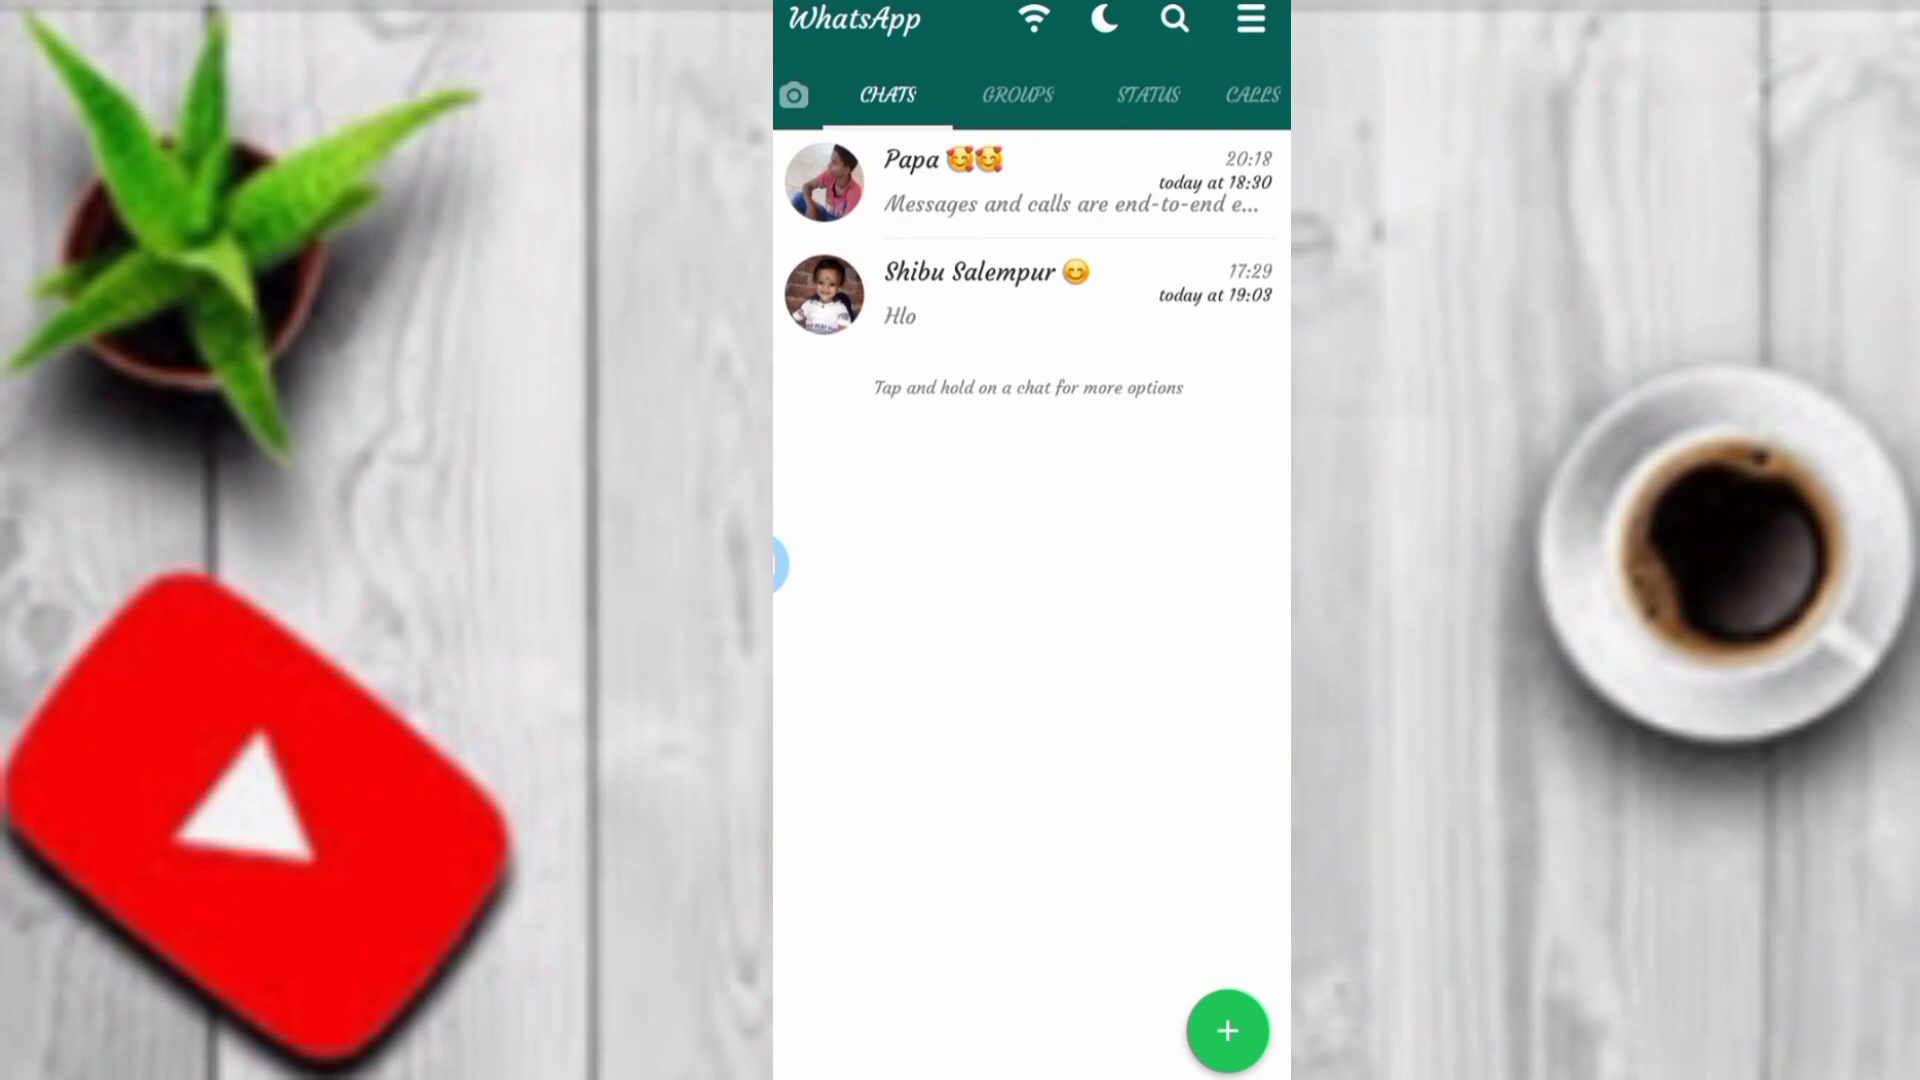 WhatsApp
CHATS GROUPS STATUS CALLS
Papa 🥰🥰 20:18
today at 18:30
Messages and calls are end-to-end e...
Shibu Salempur 😊 17:29
today at 19:03
Hlo
Tap and hold on a chat for more options